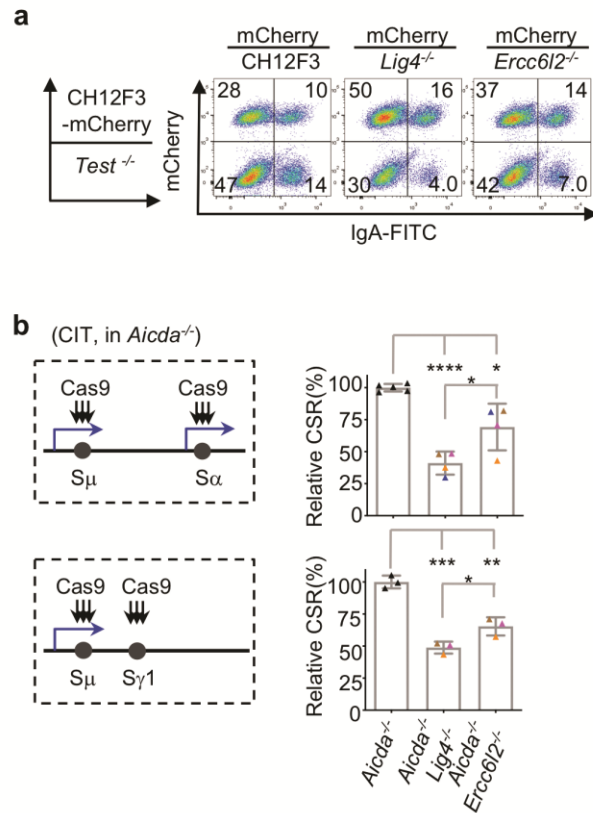 a
mCherry
CH12F3
mCherry
Lig4-/-
mCherry
Ercc6l2-/-
CH12F3
-mCherry
Test -/-
mCherry
28 10
47 14
50 16
30 4.0
37 14
42 7.0
IgA-FITC
b
(CIT, in Aicda-/-)
Cas9 Cas9
Sμ Sα
Relative CSR(%)
100
75
50
25
0
**** *
*
Cas9 Cas9
Sμ Sγ1
Relative CSR(%)
100
75
50
25
0
*** **
*
Aicda-/-
Aicda-/-
Lig4-/-
Aicda-/-
Ercc6l2-/-